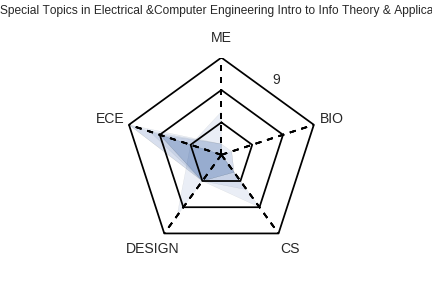 Special Topics in Electrical &Computer Engineering Intro to Info Theory & Applica
ME
9
ECE
BIO
DESIGN
CS